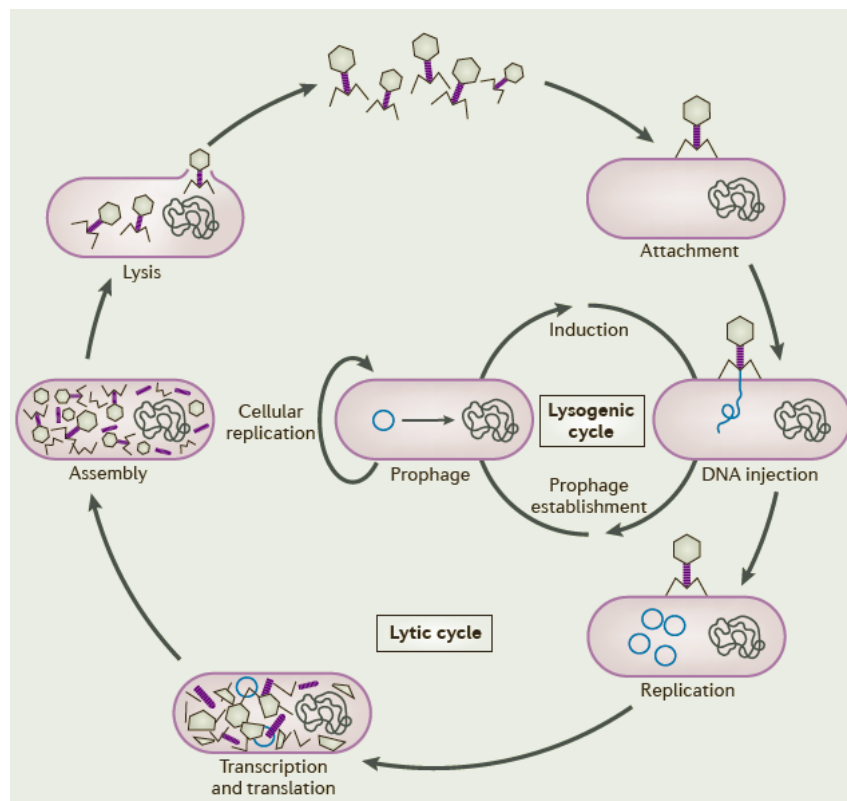 Attachment
Lysis
Induction
Cellular
replication
Lysogenic
cycle
Assembly
Prophage
DNA injection
Prophage
establishment
Lytic cycle
Replication
Transcription
and translation